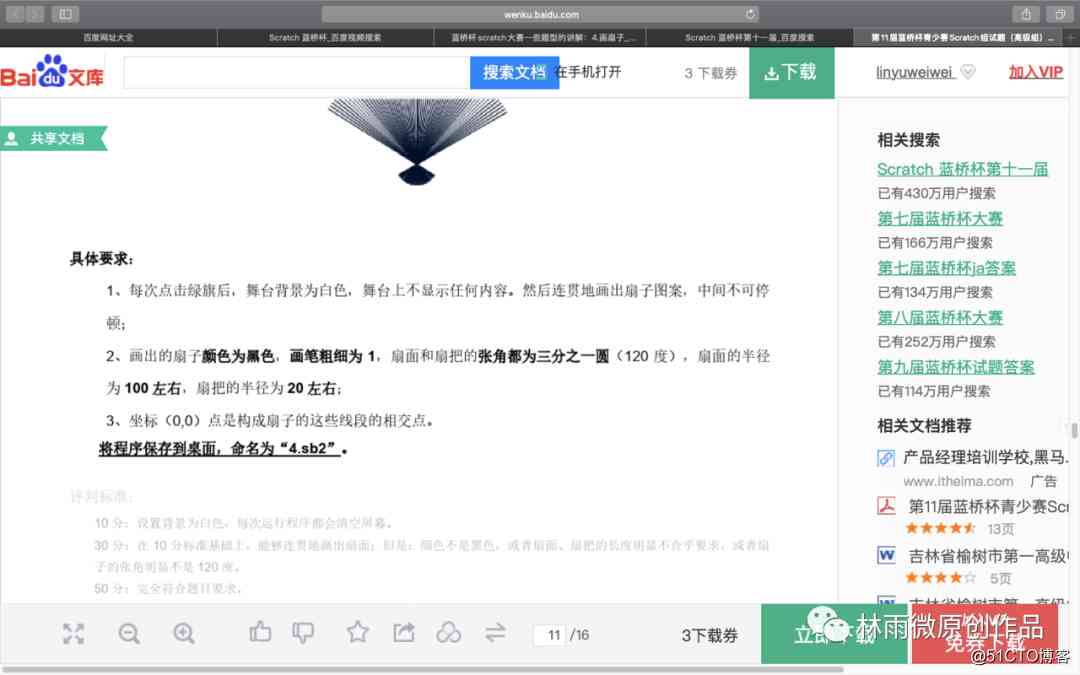 wenku.baidu.com
百度网址大全
Scratch 蓝桥杯_百度视频搜索
蓝桥杯scratch大赛一些题型的讲解：4.画扇子_...
Scratch 蓝桥杯第十一届_百度搜索
第11届蓝桥杯青少赛Scratch组试题（高级组）_...
Baidu文库
搜索文档
在手机打开
3 下载券
下载
linyuweiwei_
加入VIP
共享文档
具体要求：
1、每次点击绿旗后，舞台背景为白色，舞台上不显示任何内容。然后连贯地画出扇子图案，中间不可停
顿；
2、画出的扇子颜色为黑色，画笔粗细为 1，扇面和扇把的张角都为三分之一圆（120 度），扇面的半径
为 100 左右，扇把的半径为 20 左右；
3、坐标（0,0）点是构成扇子的这些线段的相交点。
将程序保存到桌面，命名为“4.sb2”。
评判标准：
10 分：设置背景为白色，每次运行程序都会清空屏幕。
30 分：在 10 分标准基础上，能够连贯地画出扇面；但是：颜色不是黑色，或者扇面、扇把的长度明显不合乎要求，或者扇
子的张角明显不是 120 度。
50 分：完全符合题目要求。
相关搜索
Scratch 蓝桥杯第十一届
已有430万用户搜索
第七届蓝桥杯大赛
已有166万用户搜索
第七届蓝桥杯ja答案
已有134万用户搜索
第八届蓝桥杯大赛
已有252万用户搜索
第九届蓝桥杯试题答案
已有114万用户搜索
相关文档推荐
产品经理培训学校,黑马.
www.itheima.com 广告
第11届蓝桥杯青少赛Scr
13页
吉林省榆树市第一高级中
5页
吉林省榆树市第一高级
11 /16
3下载券
立即下载
免券下载
林雨微原创作品
@51CTO博客